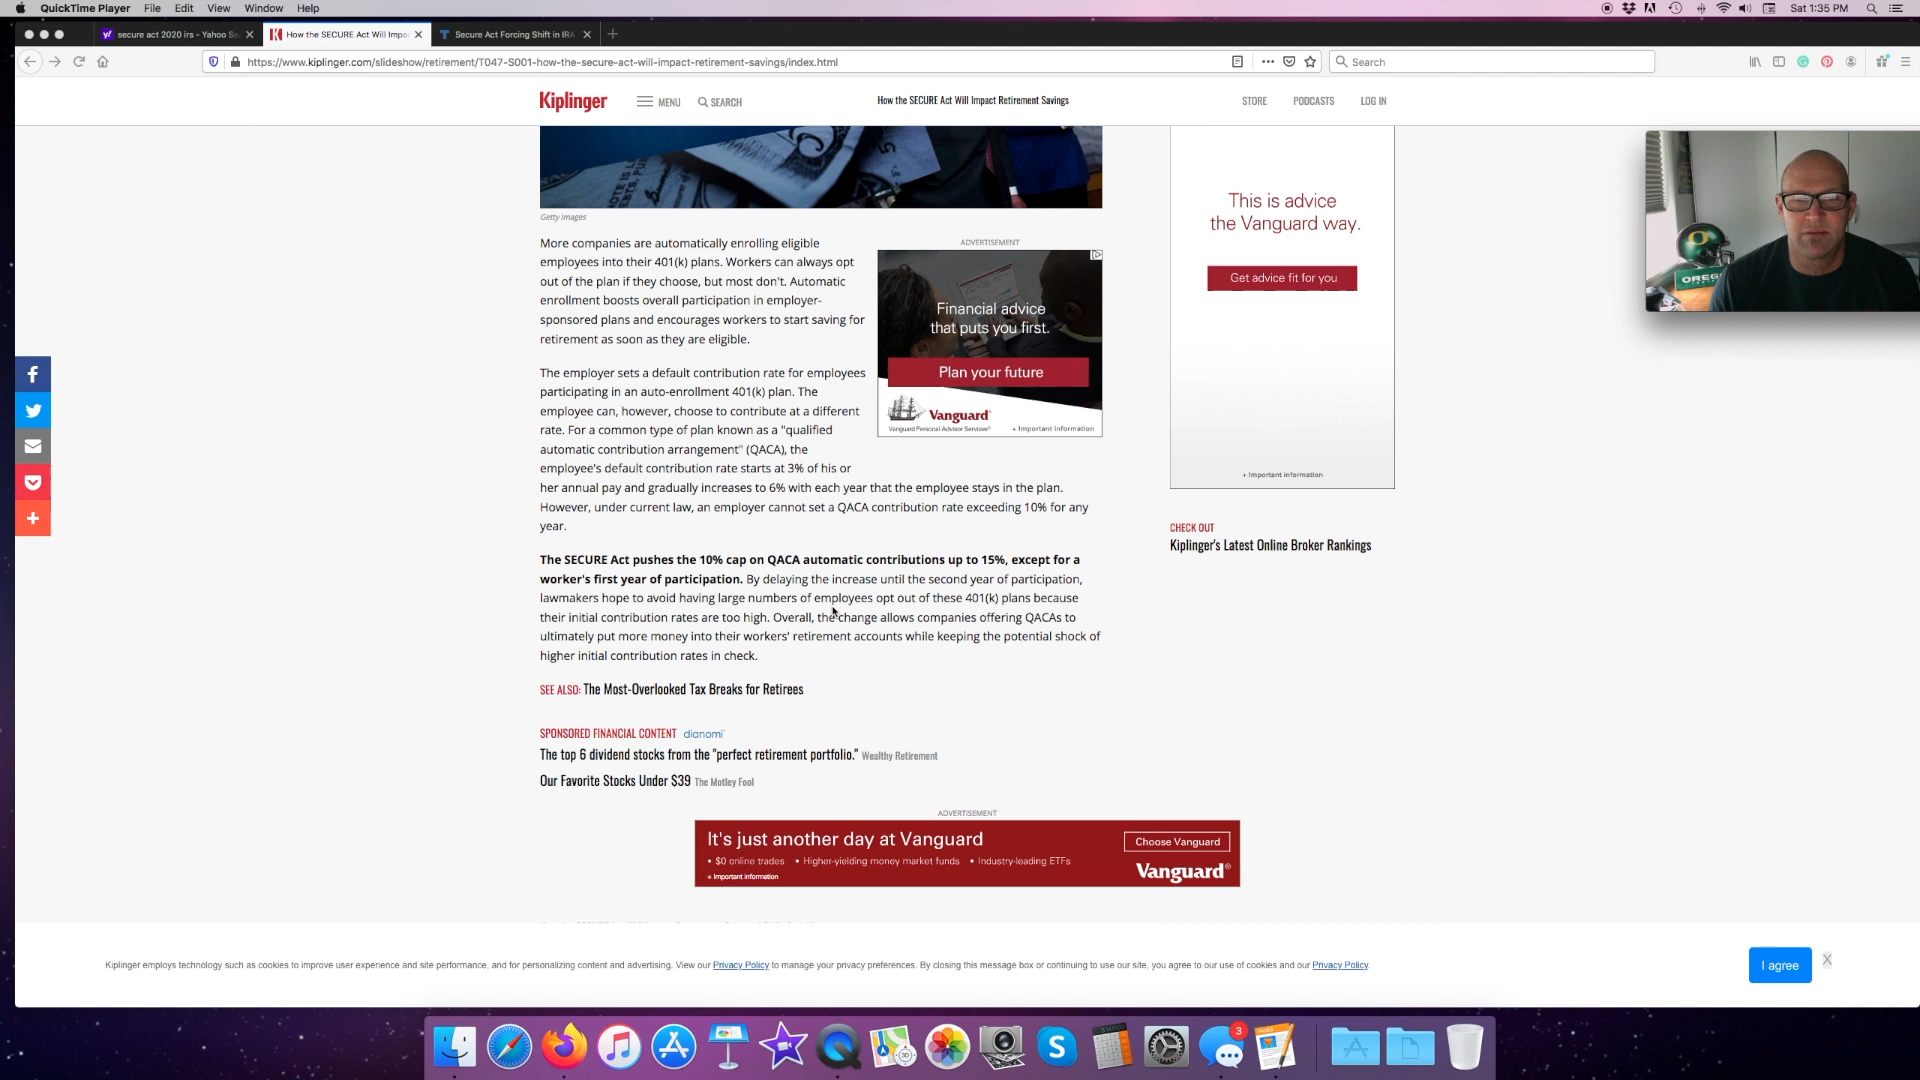 QuickTime Player File Edit View Window Help
Sat 1:35 PM
secure act 2020 irs - Yahoo Se
How the SECURE Act Will Impa
Secure Act Forcing Shift in IRA
https://www.kiplinger.com/slideshow/retirement/T047-S001-how-the-secure-act-will-impact-retirement-savings/index.html
Search
Kiplinger
MENU
SEARCH
How the SECURE Act Will Impact Retirement Savings
STORE
PODCASTS
LOG IN
Getty Images
More companies are automatically enrolling eligible
employees into their 401(k) plans. Workers can always opt
out of the plan if they choose, but most don't. Automatic
enrollment boosts overall participation in employer-
sponsored plans and encourages workers to start saving for
retirement as soon as they are eligible.
The employer sets a default contribution rate for employees
participating in an auto-enrollment 401(k) plan. The
employee can, however, choose to contribute at a different
rate. For a common type of plan known as a "qualified
automatic contribution arrangement" (QACA), the
employee's default contribution rate starts at 3% of his or
her annual pay and gradually increases to 6% with each year that the employee stays in the plan.
However, under current law, an employer cannot set a QACA contribution rate exceeding 10% for any
year.
The SECURE Act pushes the 10% cap on QACA automatic contributions up to 15%, except for a
worker's first year of participation. By delaying the increase until the second year of participation,
lawmakers hope to avoid having large numbers of employees opt out of these 401(k) plans because
their initial contribution rates are too high. Overall, the change allows companies offering QACAs to
ultimately put more money into their workers' retirement accounts while keeping the potential shock of
higher initial contribution rates in check.
SEE ALSO: The Most-Overlooked Tax Breaks for Retirees
SPONSORED FINANCIAL CONTENT dianomi
The top 6 dividend stocks from the "perfect retirement portfolio." Wealthy Retirement
Our Favorite Stocks Under $39 The Motley Fool
ADVERTISEMENT
Financial advice
that puts you first.
Plan your future
Vanguard
Vanguard Personal Advisor Services®
+ Important information
This is advice
the Vanguard way.
Get advice fit for you
+ Important information
CHECK OUT
Kiplinger's Latest Online Broker Rankings
OREG
ADVERTISEMENT
It's just another day at Vanguard
• $0 online trades • Higher-yielding money market funds • Industry-leading ETFs
+ Important information
Choose Vanguard
Vanguard®
Kiplinger employs technology such as cookies to improve user experience and site performance, and for personalizing content and advertising. View our Privacy Policy to manage your privacy preferences. By closing this message box or continuing to use our site, you agree to our use of cookies and our Privacy Policy.
I agree
X
3